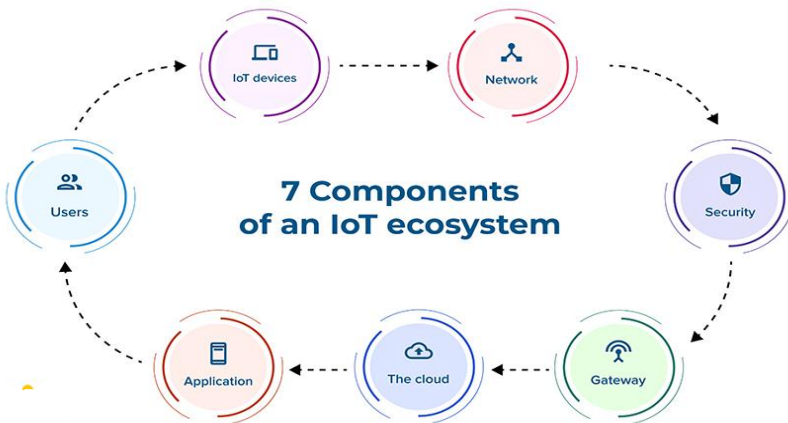 IoT devices
Network
Users
7 Components
of an IoT ecosystem
Security
Application
The cloud
Gateway